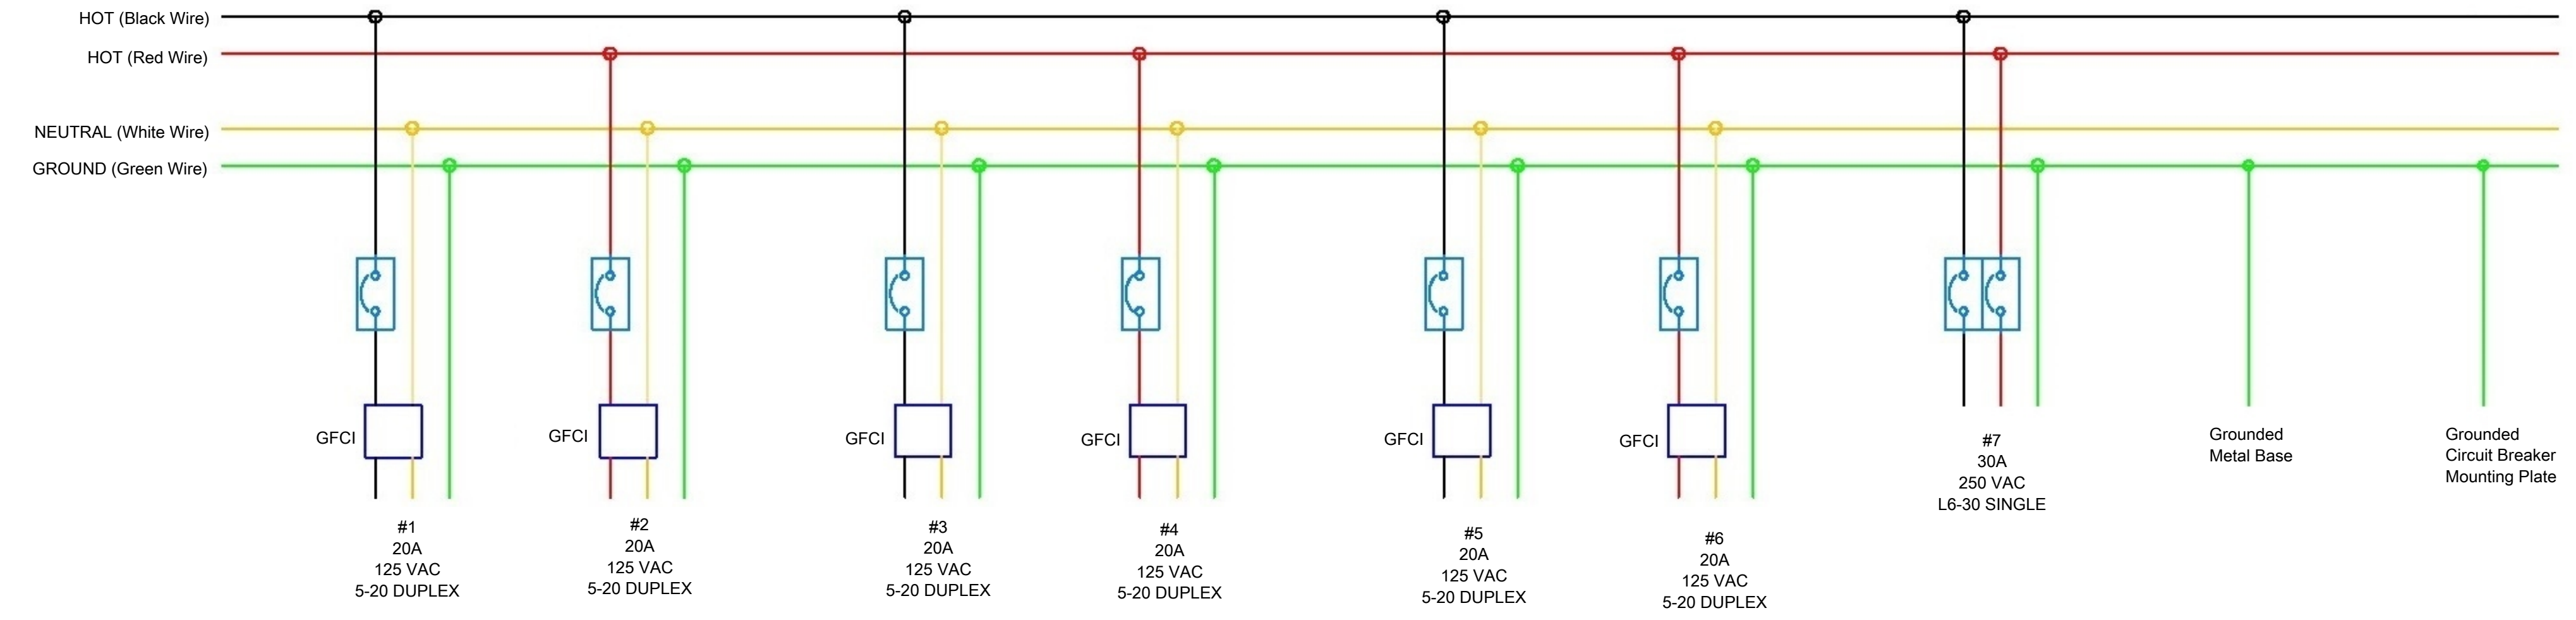 HOT (Black Wire)
HOT (Red Wire)
NEUTRAL (White Wire)
GROUND (Green Wire)
GFCI
GFCI
GFCI
GFCI
GFCI
GFCI
#1
20A
125 VAC
5-20 DUPLEX
#2
20A
125 VAC
5-20 DUPLEX
#3
20A
125 VAC
5-20 DUPLEX
#4
20A
125 VAC
5-20 DUPLEX
#5
20A
125 VAC
5-20 DUPLEX
#6
20A
125 VAC
5-20 DUPLEX
#7
30A
250 VAC
L6-30 SINGLE
Grounded
Metal Base
Grounded
Circuit Breaker
Mounting Plate